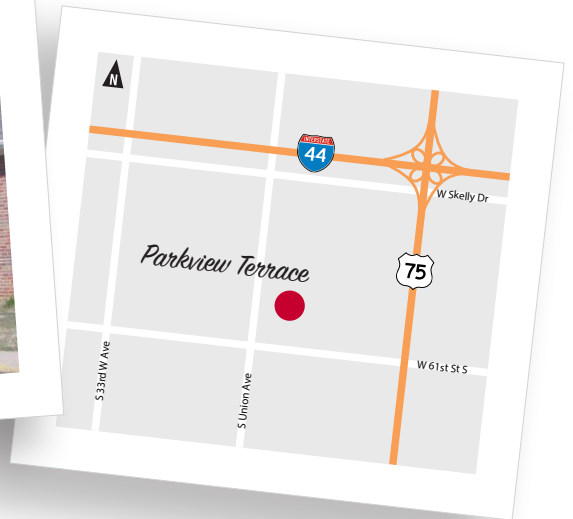 N
INTERSTATE
44
W Skelly Dr
Parkview Terrace
75
W 61st St S
S 33rd W Ave
S Union Ave